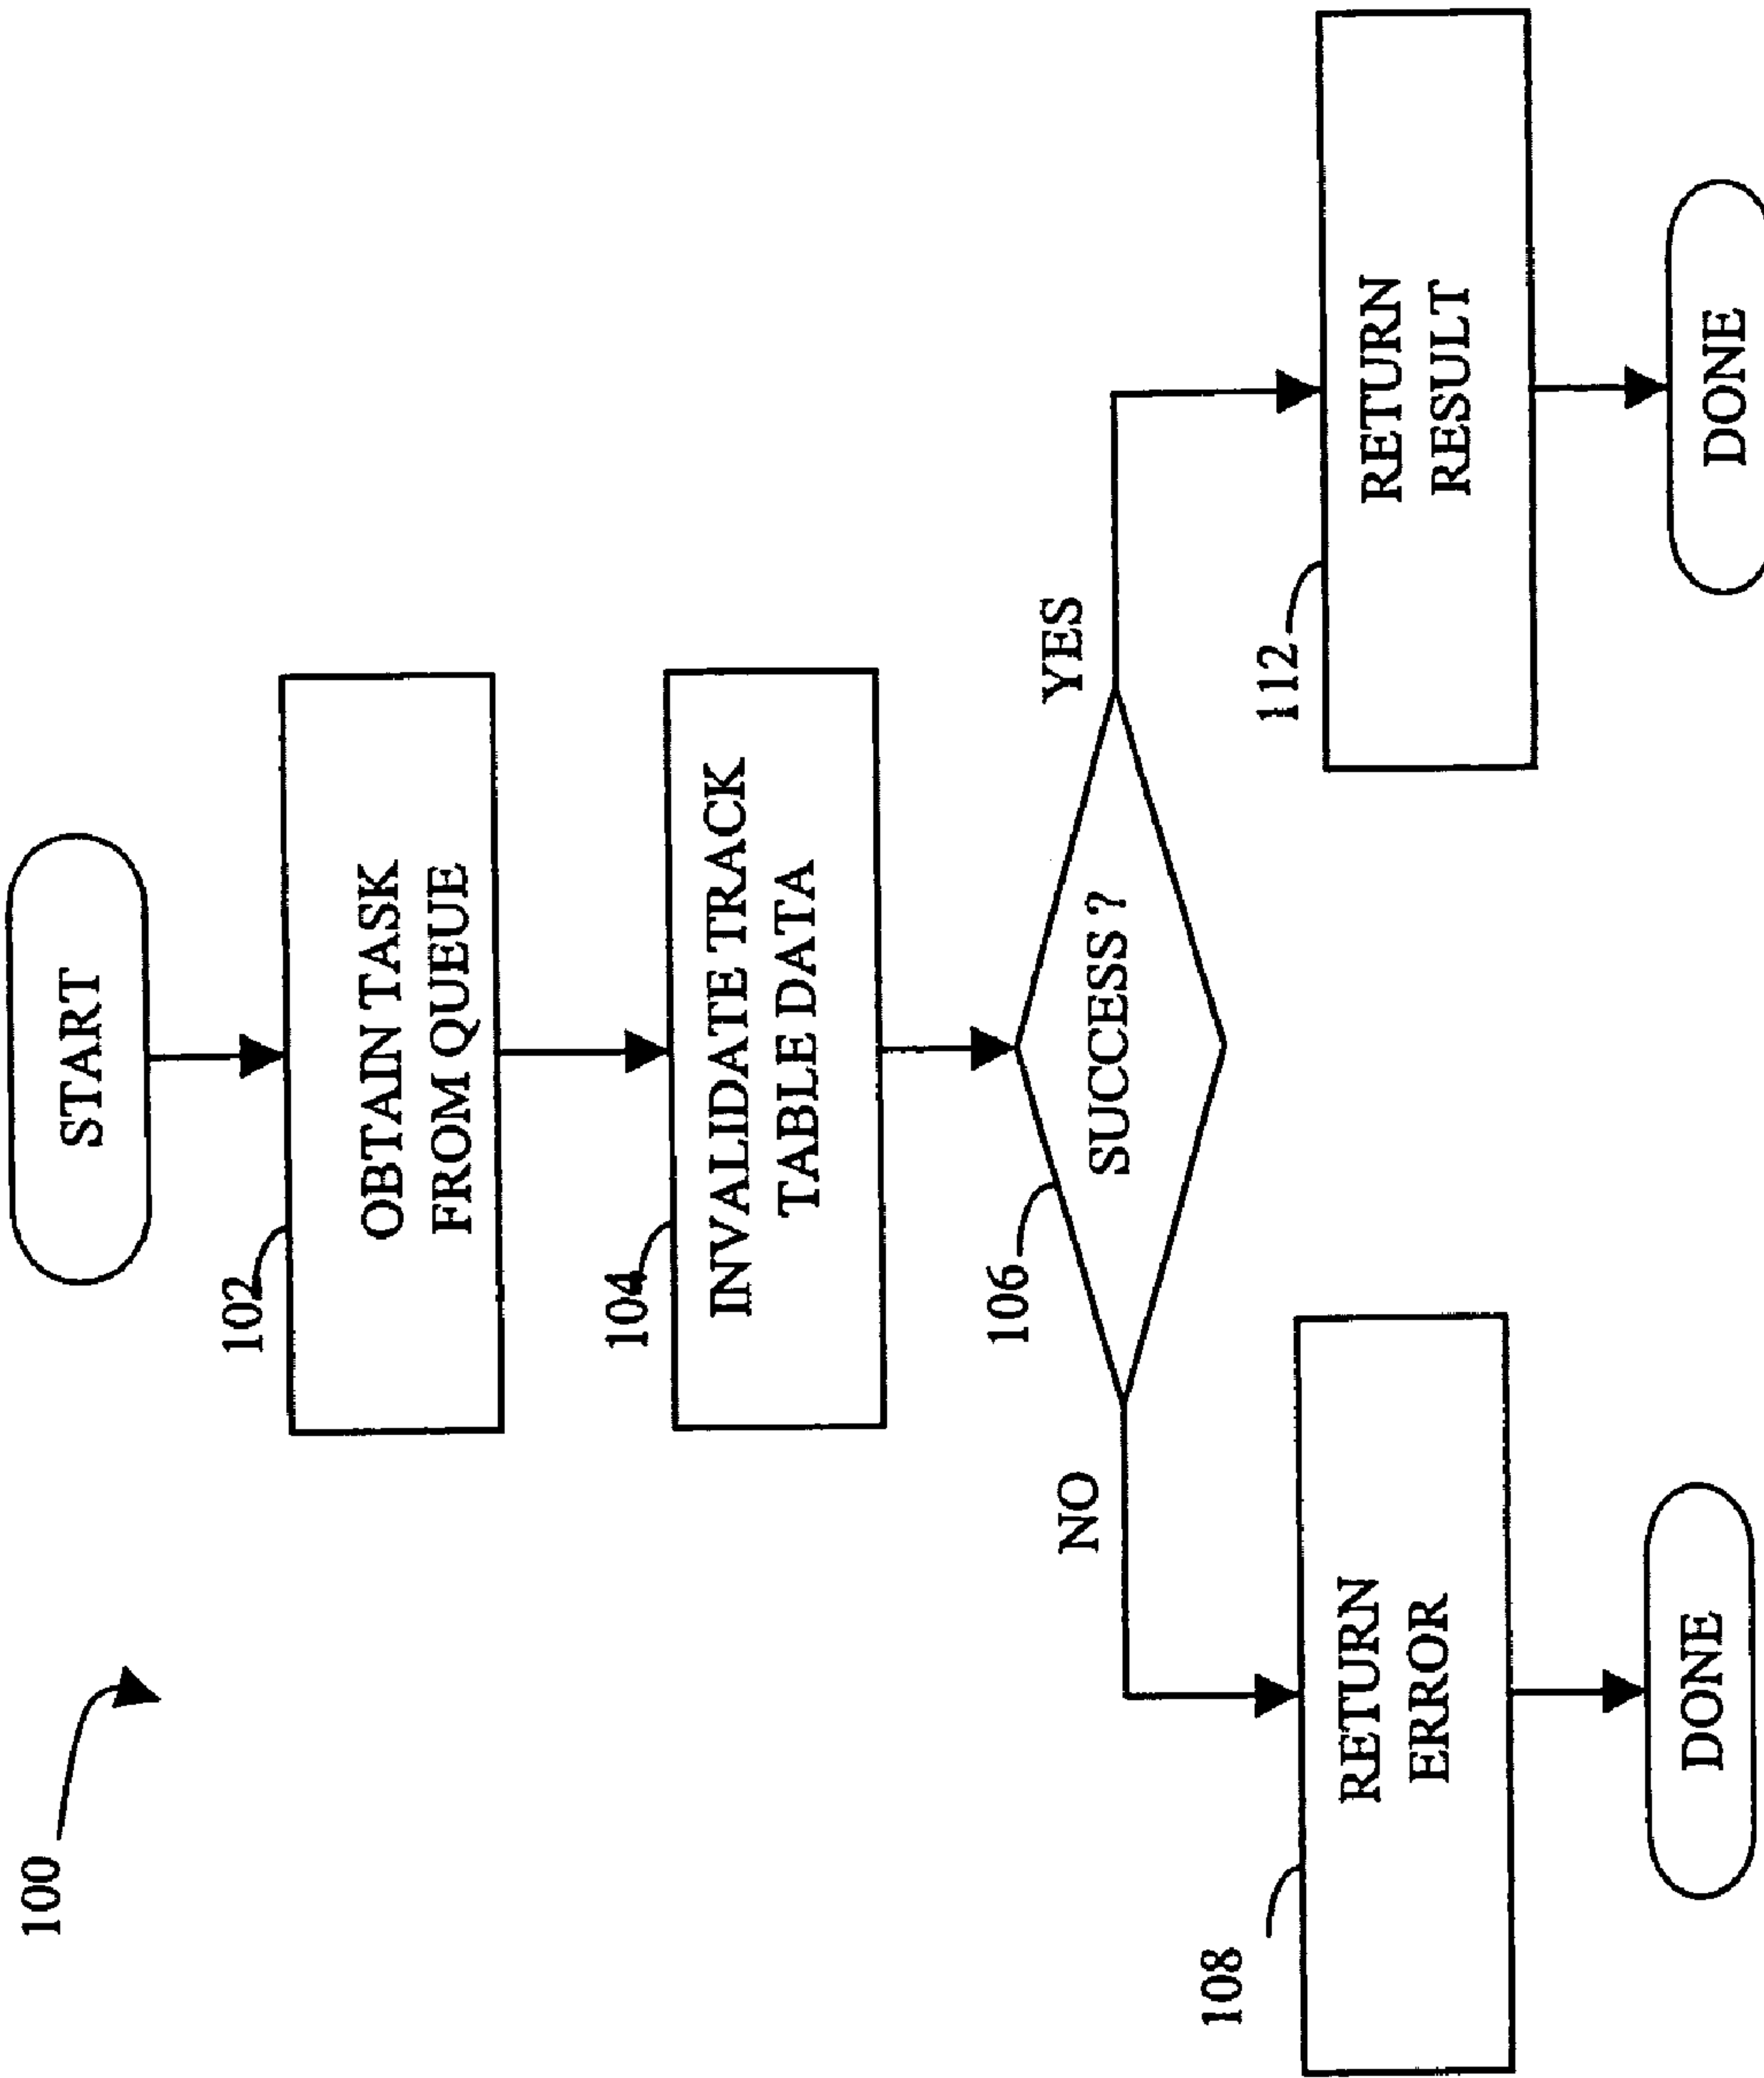 100
START
102
OBTAIN TASK
FROM QUEUE
104
INVALIDATE TRACK
TABLE DATA
106
SUCCESS ?
NO
YES
108
RETURN
ERROR
112
RETURN
RESULT
DONE
DONE